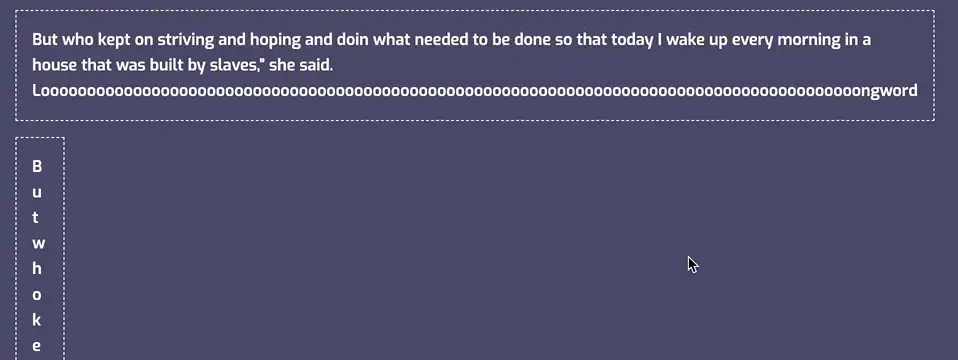 But who kept on striving and hoping and doin what needed to be done so that today I wake up every morning in a
house that was built by slaves," she said.
Looooooooooooooooooooooooooooooooooooooooooooooooooooooooooooooooooooooooooooooooooooooooongword
B
u
t
w
h
o
k
e